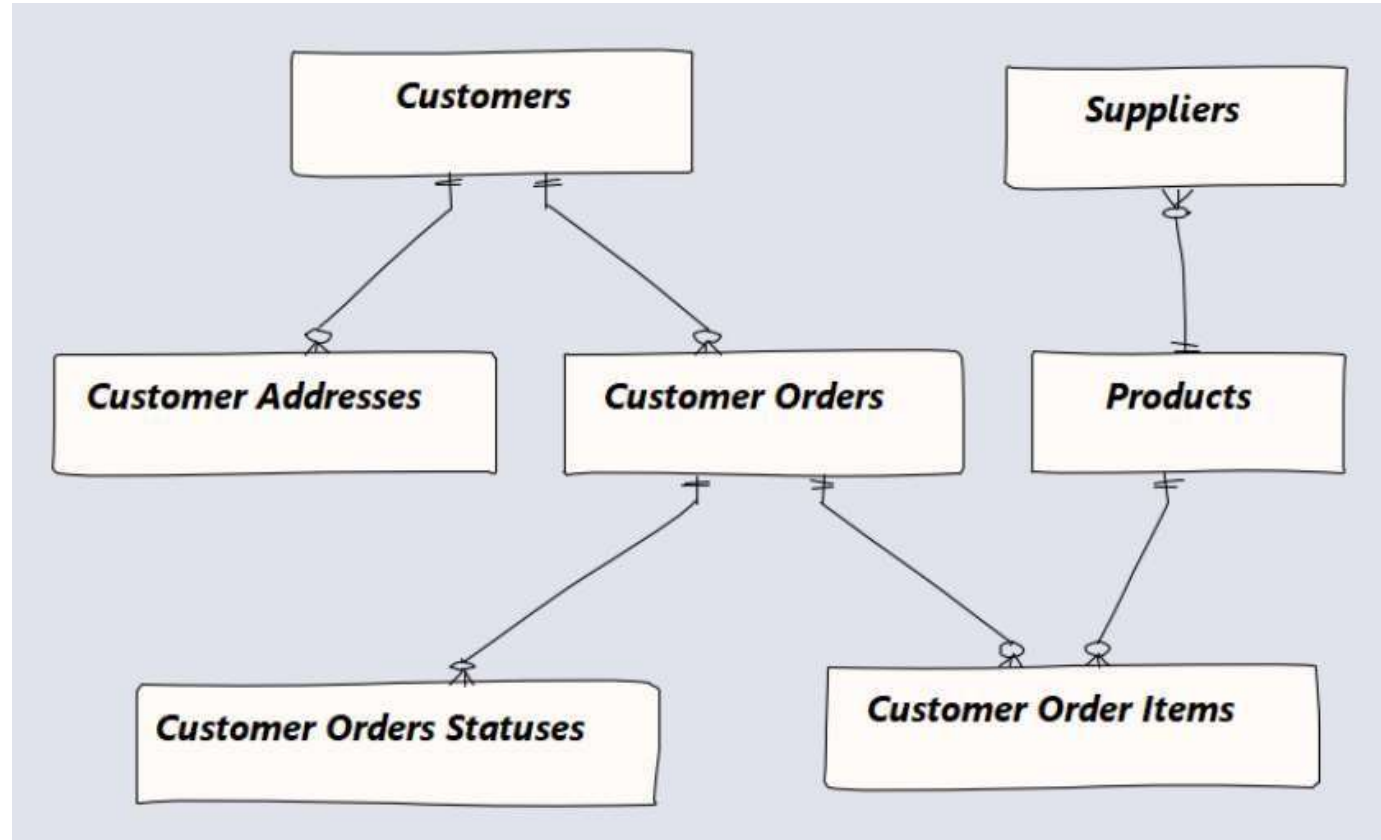 Customers
Suppliers
Customer Addresses
Customer Orders
Products
Customer Orders Statuses
Customer Order Items